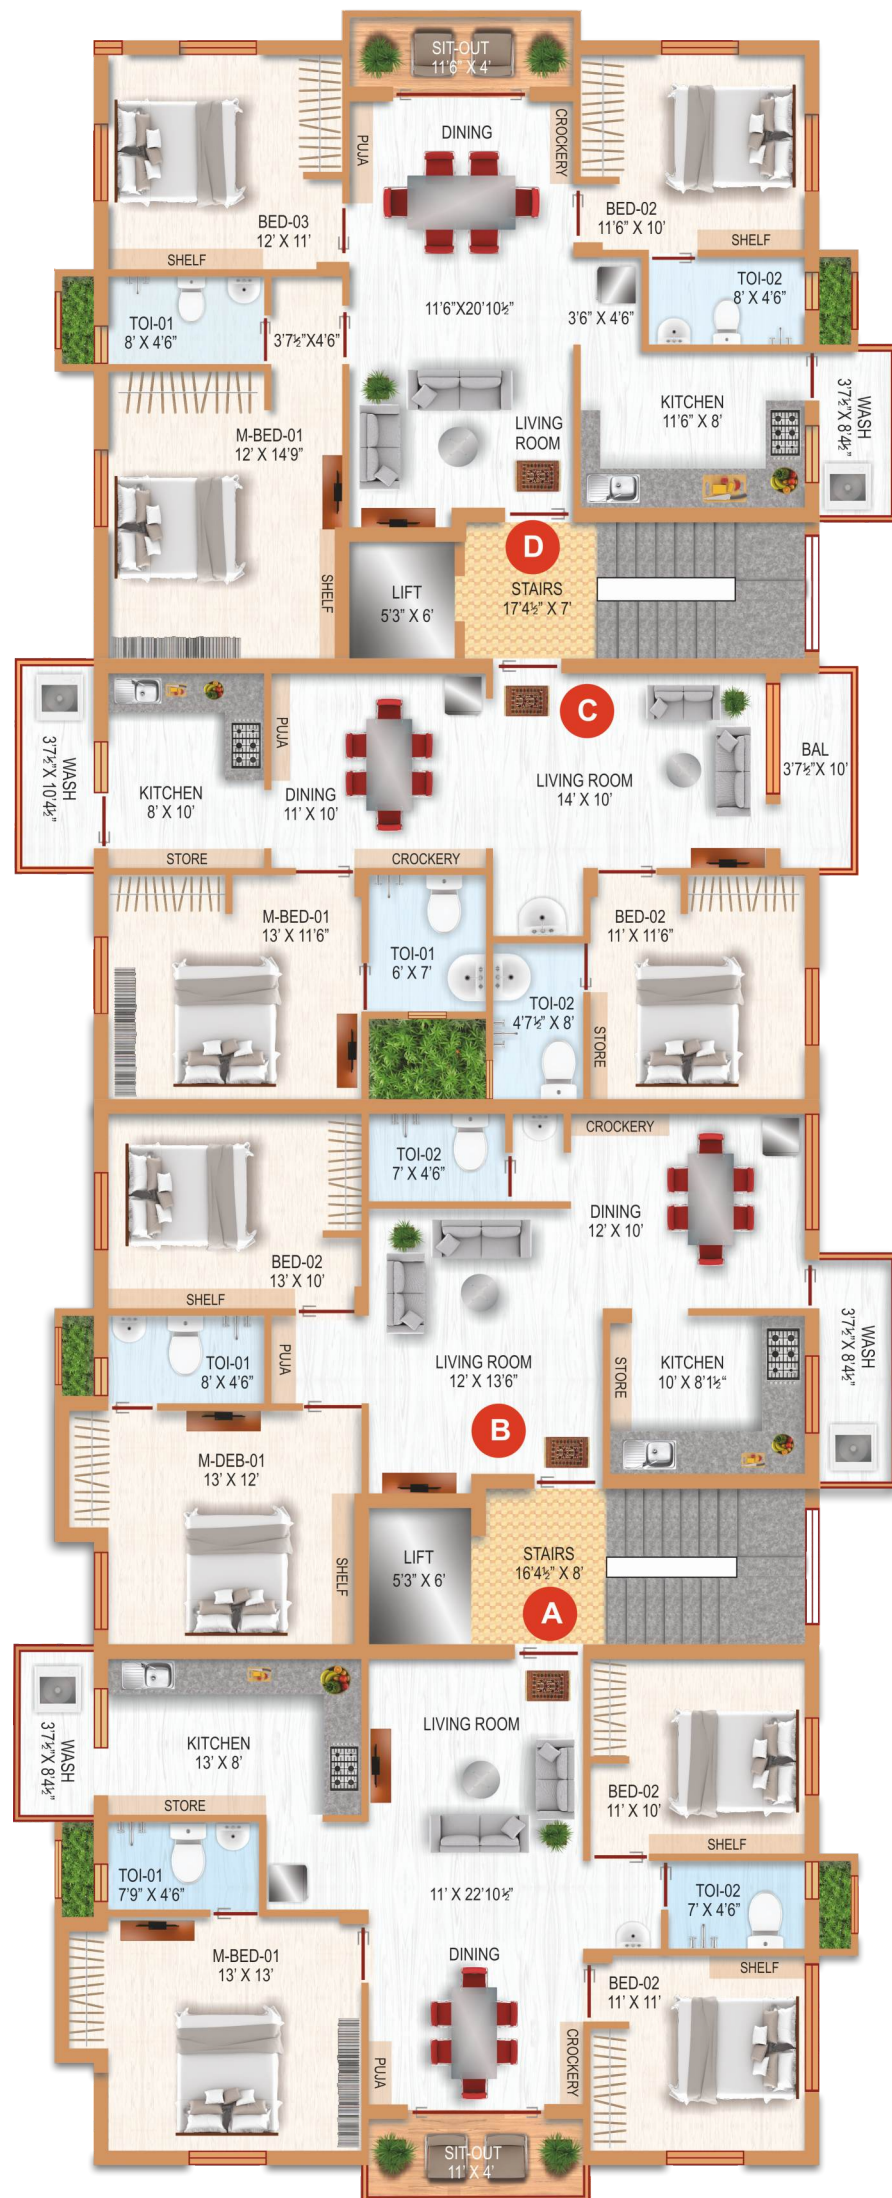 SIT-OUT
11'6" X 4'
DINING
PUJA
CROCKERY
BED-03
12' X 11'
SHELF
BED-02
11'6" X 10'
SHELF
TOI-01
8' X 4'6"
3'7½"X4'6"
11'6"X20'10½"
3'6" X 4'6"
TOI-02
8' X 4'6"
M-BED-01
12' X 14'9"
LIVING
ROOM
KITCHEN
11'6" X 8'
WASH
3'7½"X 8'4½"
SHELF
LIFT
5'3" X 6'
D
STAIRS
17'4½" X 7'
WASH
3'7½"X 10'4½"
KITCHEN
8' X 10'
STORE
PUJA
DINING
11' X 10'
CROCKERY
C
LIVING ROOM
14' X 10'
BAL
3'7½"X 10'
M-BED-01
13' X 11'6"
TOI-01
6' X 7'
TOI-02
4'7½" X 8'
BED-02
11' X 11'6"
STORE
TOI-02
7' X 4'6"
CROCKERY
DINING
12' X 10'
BED-02
13' X 10'
SHELF
TOI-01
8' X 4'6"
PUJA
LIVING ROOM
12' X 13'6"
STORE
KITCHEN
10' X 8'1½"
WASH
3'7½"X 8'4½"
B
M-DEB-01
13' X 12'
SHELF
LIFT
5'3" X 6'
STAIRS
16'4½" X 8'
A
WASH
3'7½"X 8'4½"
KITCHEN
13' X 8'
STORE
LIVING ROOM
BED-02
11' X 10'
SHELF
TOI-01
7'9" X 4'6"
11' X 22'10½"
TOI-02
7' X 4'6"
M-BED-01
13' X 13'
DINING
SHELF
BED-02
11' X 11'
PUJA
CROCKERY
SIT-OUT
11' X 4'